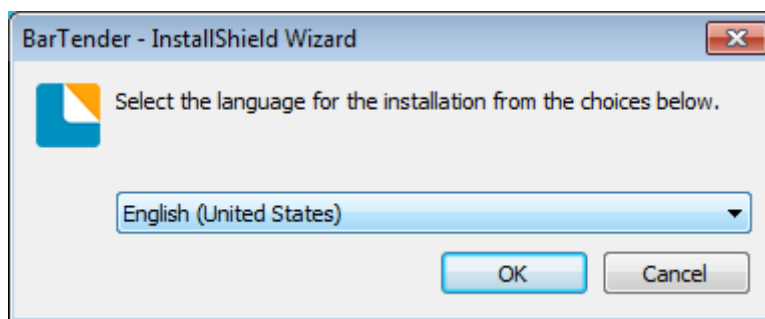 BarTender - InstallShield Wizard
Select the language for the installation from the choices below.
English (United States)
OK
Cancel